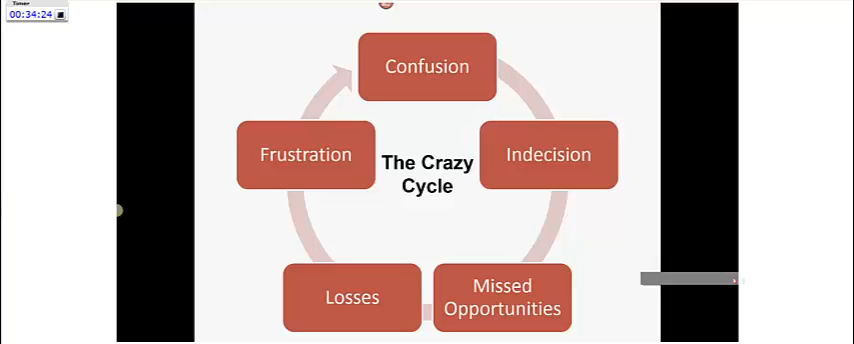 Timer
00:34:24
Confusion
Indecision
Missed
Opportunities
Losses
Frustration
The Crazy
Cycle